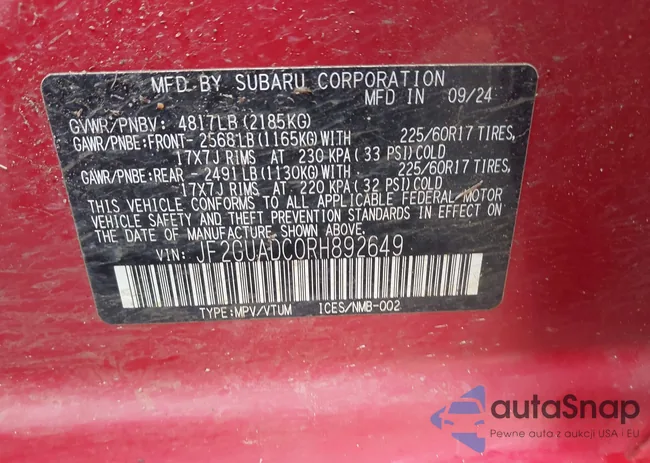 MFD BY SUBARU CORPORATION
MFD IN 09/24
GVWR/PNBV: 4817LB(2185KG)
GAWR/PNBE:FRONT- 2568LB(1165KG)WITH 225/60R17 TIRES,
17X7J RIMS AT 230 KPA(33 PSI)COLD
GAWR/PNBE:REAR - 2491LB(1130KG)WITH 225/60R17 TIRES,
17X7J RIMS AT 220 KPA(32 PSI)COLD
THIS VEHICLE CONFORMS TO ALL APPLICABLE FEDERAL MOTOR
VEHICLE SAFETY AND THEFT PREVENTION STANDARDS IN EFFECT ON
THE DATE OF MANUFACTURE SHOWN ABOVE.
VIN: JF2GUADC0RH892649
TYPE:MPV/VTUM ICES/NMB-002
autaSnap
Pewne auta z aukcji USA i EU